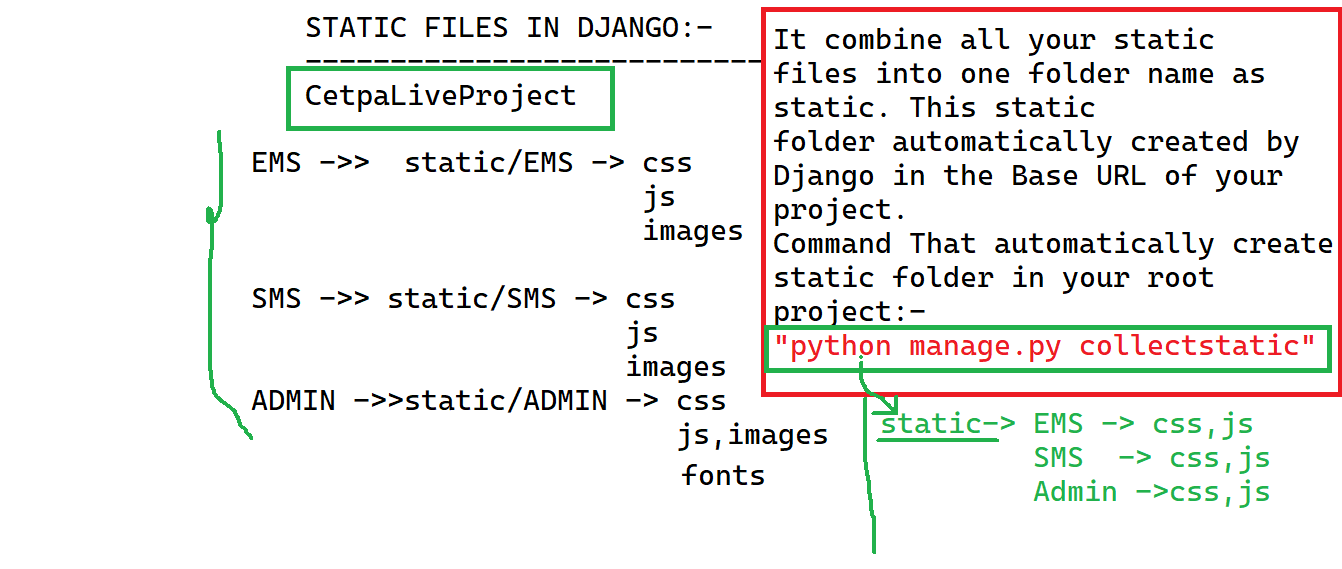 STATIC FILES IN DJANGO:-
----------------------------
CetpaLiveProject
EMS ->> static/EMS -> css
js
images
SMS ->> static/SMS -> css
js
images
ADMIN ->>static/ADMIN -> css
js,images
fonts
It combine all your static
files into one folder name as
static. This static
folder automatically created by
Django in the Base URL of your
project.
Command That automatically create
static folder in your root
project:-
"python manage.py collectstatic"
static-> EMS -> css,js
SMS -> css,js
Admin ->css,js